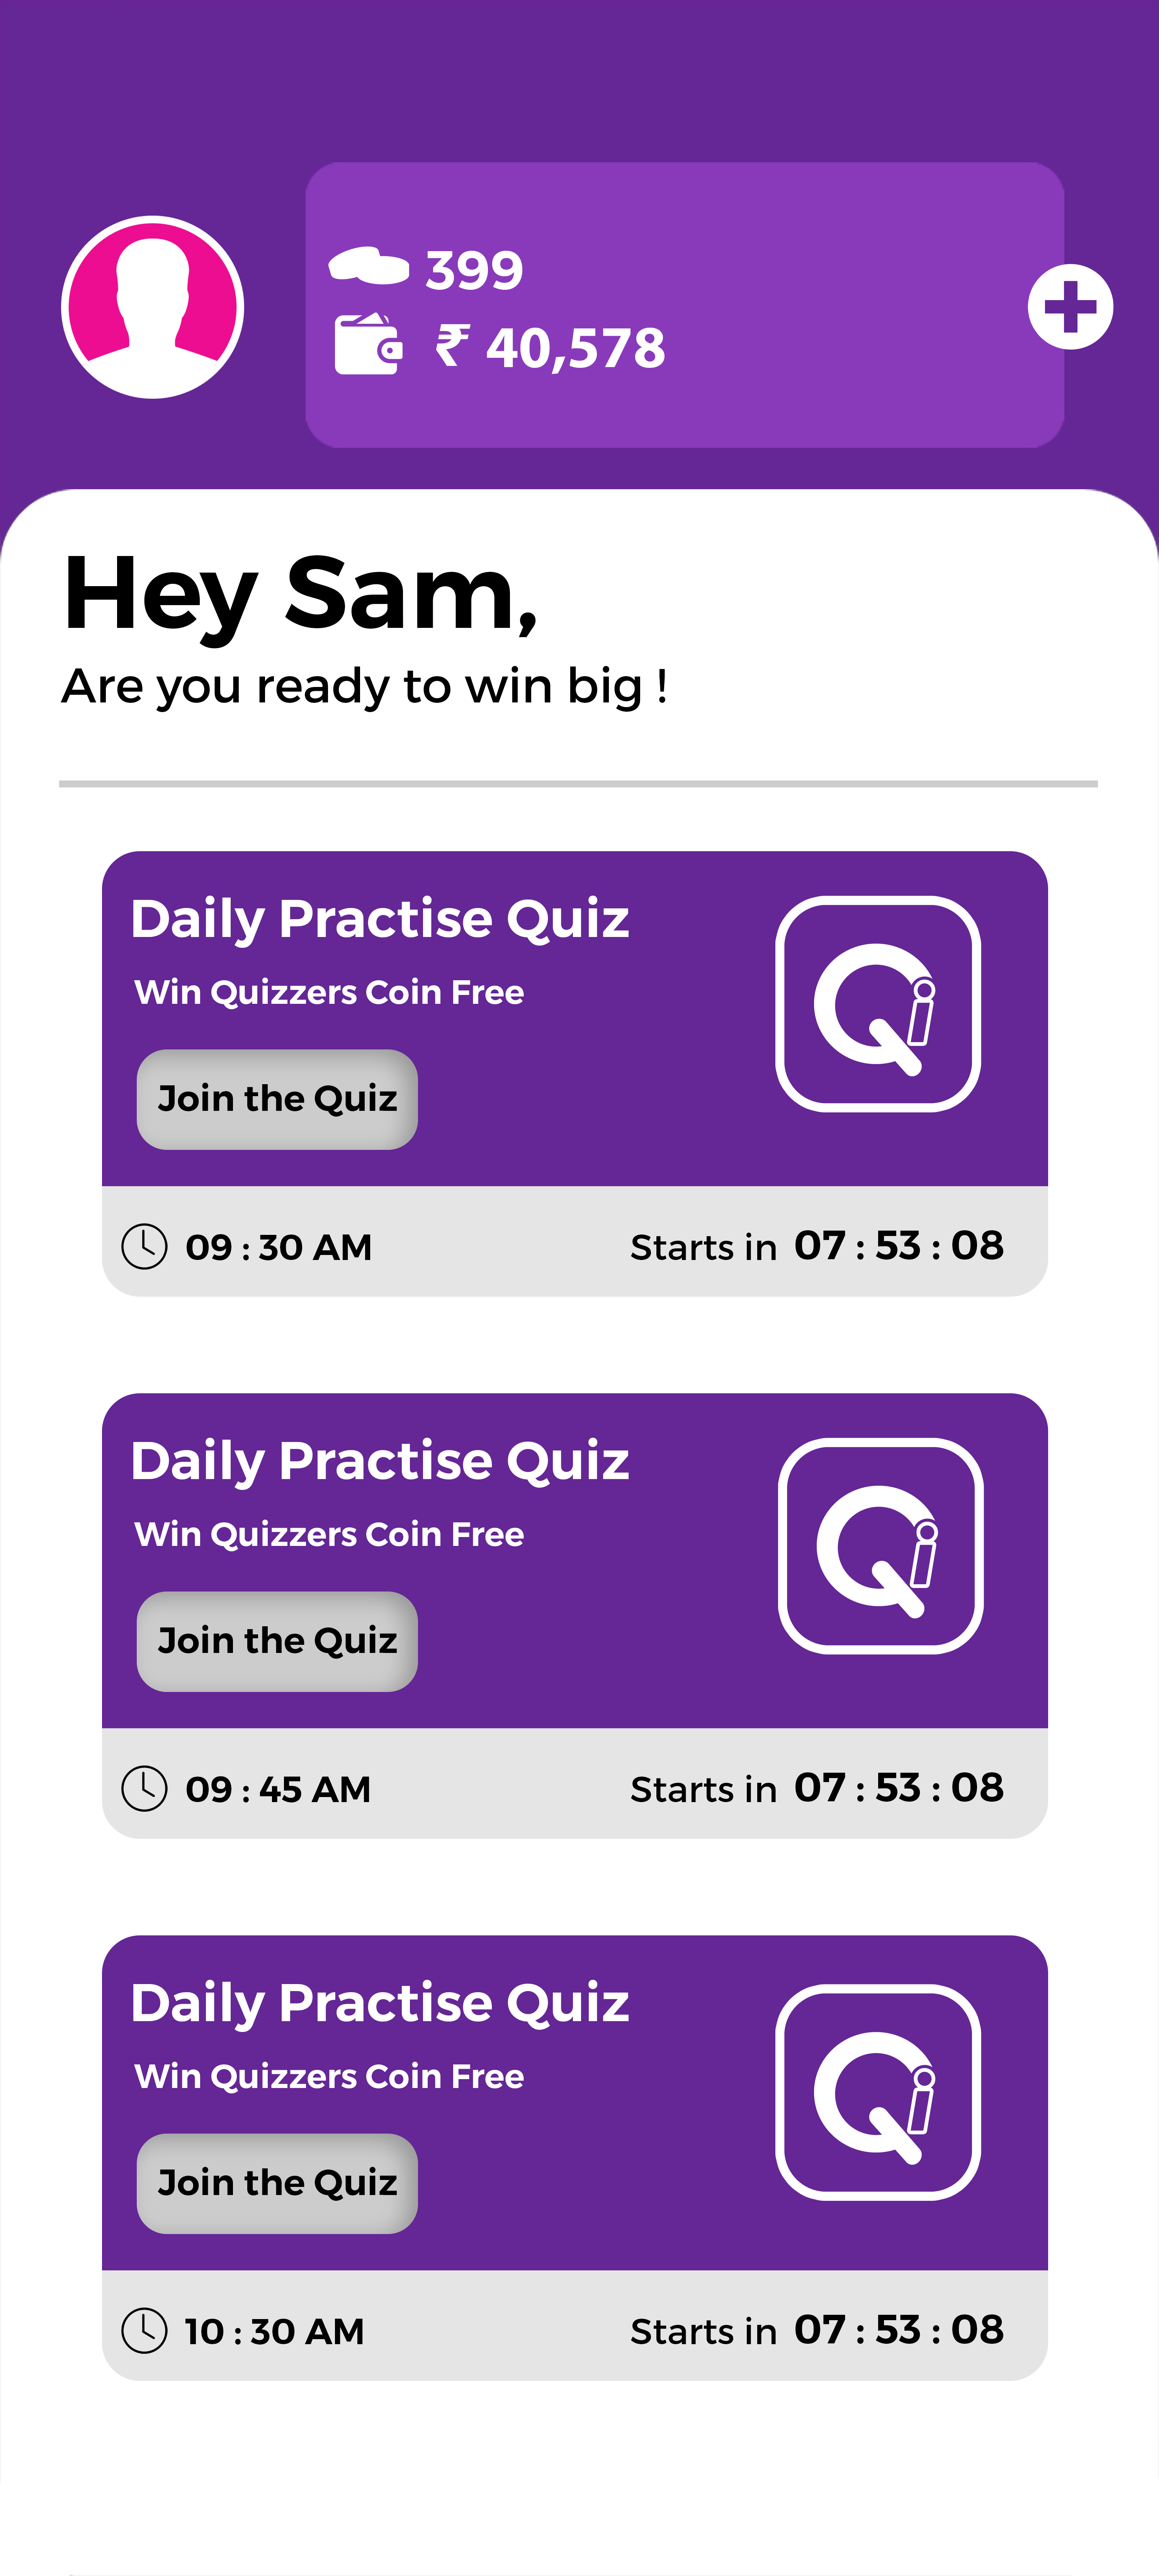 399
₹ 40,578
Hey Sam,
Are you ready to win big !
Daily Practise Quiz
Win Quizzers Coin Free
Join the Quiz
09 : 30 AM Starts in 07 : 53 : 08
Daily Practise Quiz
Win Quizzers Coin Free
Join the Quiz
09 : 45 AM Starts in 07 : 53 : 08
Daily Practise Quiz
Win Quizzers Coin Free
Join the Quiz
10 : 30 AM Starts in 07 : 53 : 08